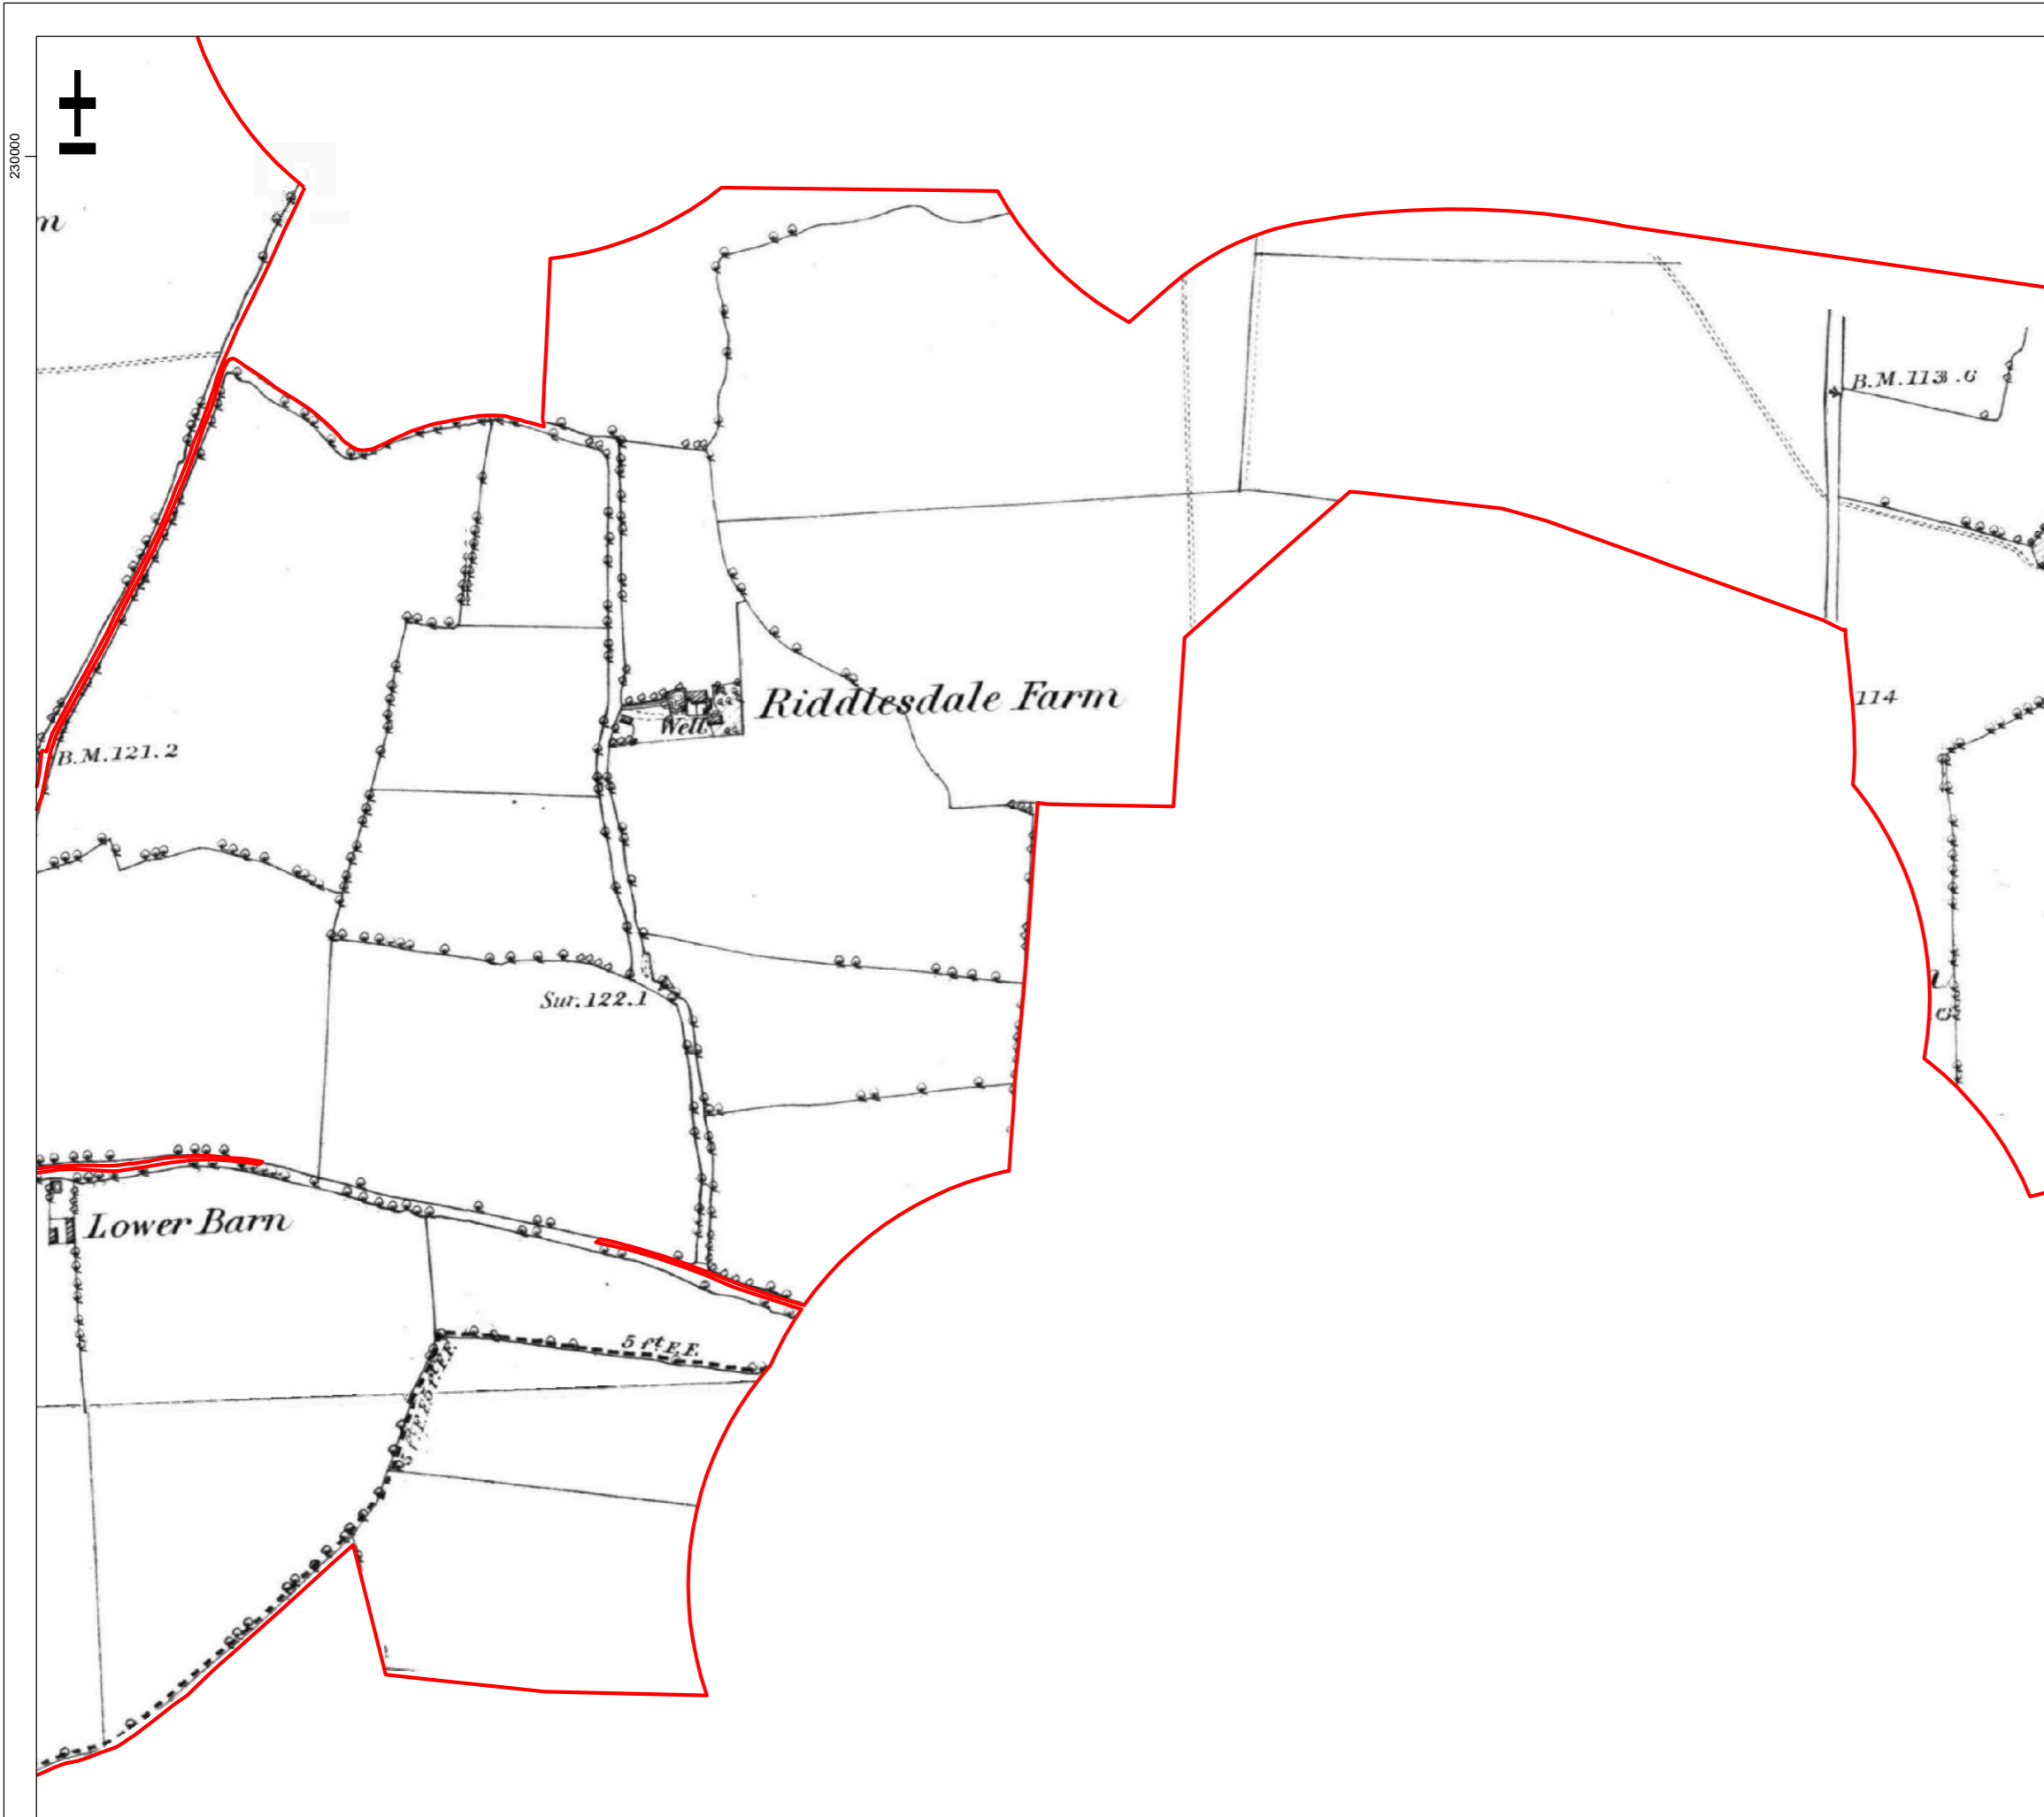 230000
n
B.M.113.6
Riddlesdale Farm
Well
114
B.M.121.2
Sur.122.1
Lower Barn
5 ft F.F.